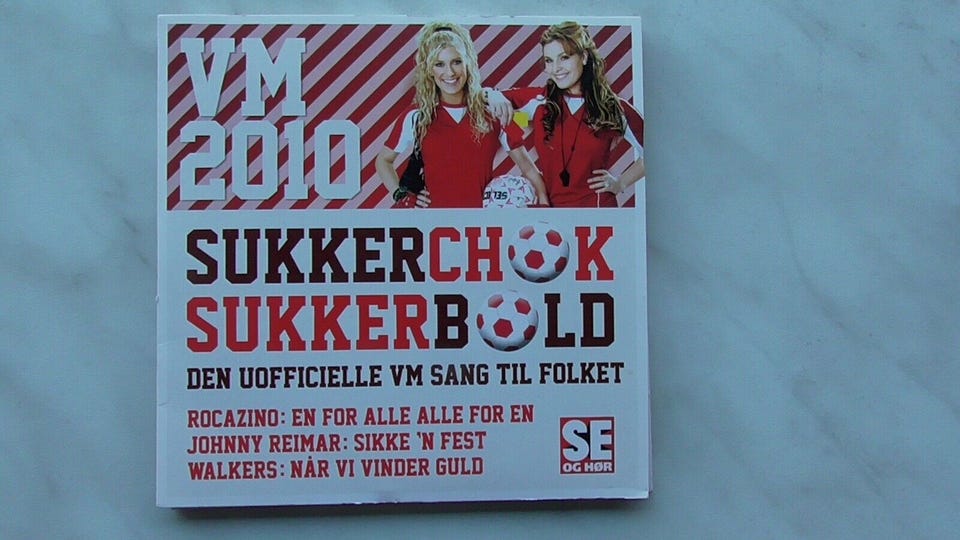 VM
2010
SUKKERCHOK
SUKKERBOLD
DEN UOFFICIELLE VM SANG TIL FOLKET
ROCAZINO: EN FOR ALLE ALLE FOR EN
JOHNNY REIMAR: SIKKE 'N FEST
WALKERS: NÅR VI VINDER GULD
SE
OG HØR